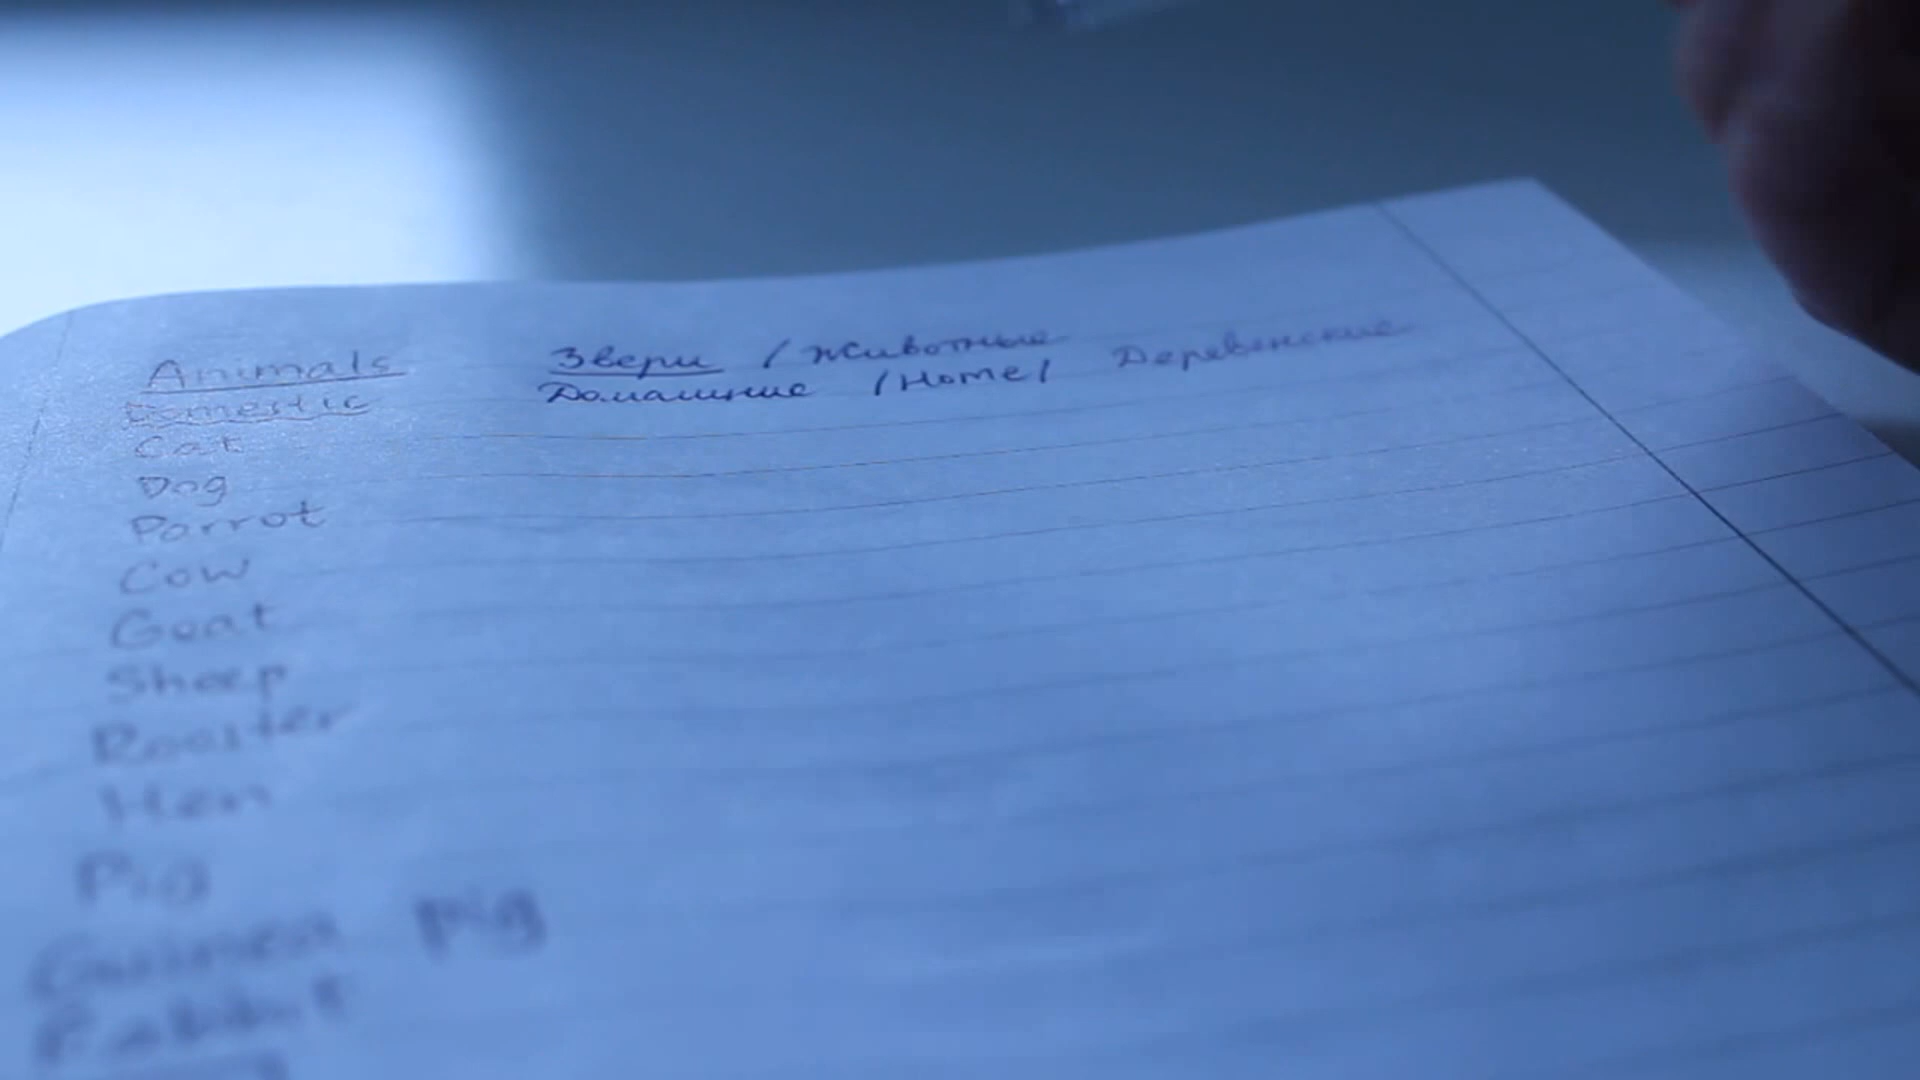 Animals Звери / Животные
Domestic Домашние /Home/ Деревенские
Cat
Dog
Parrot
Cow
Goat
Sheep
Rooster
Hen
Pig
Guinea pig
Rabbit